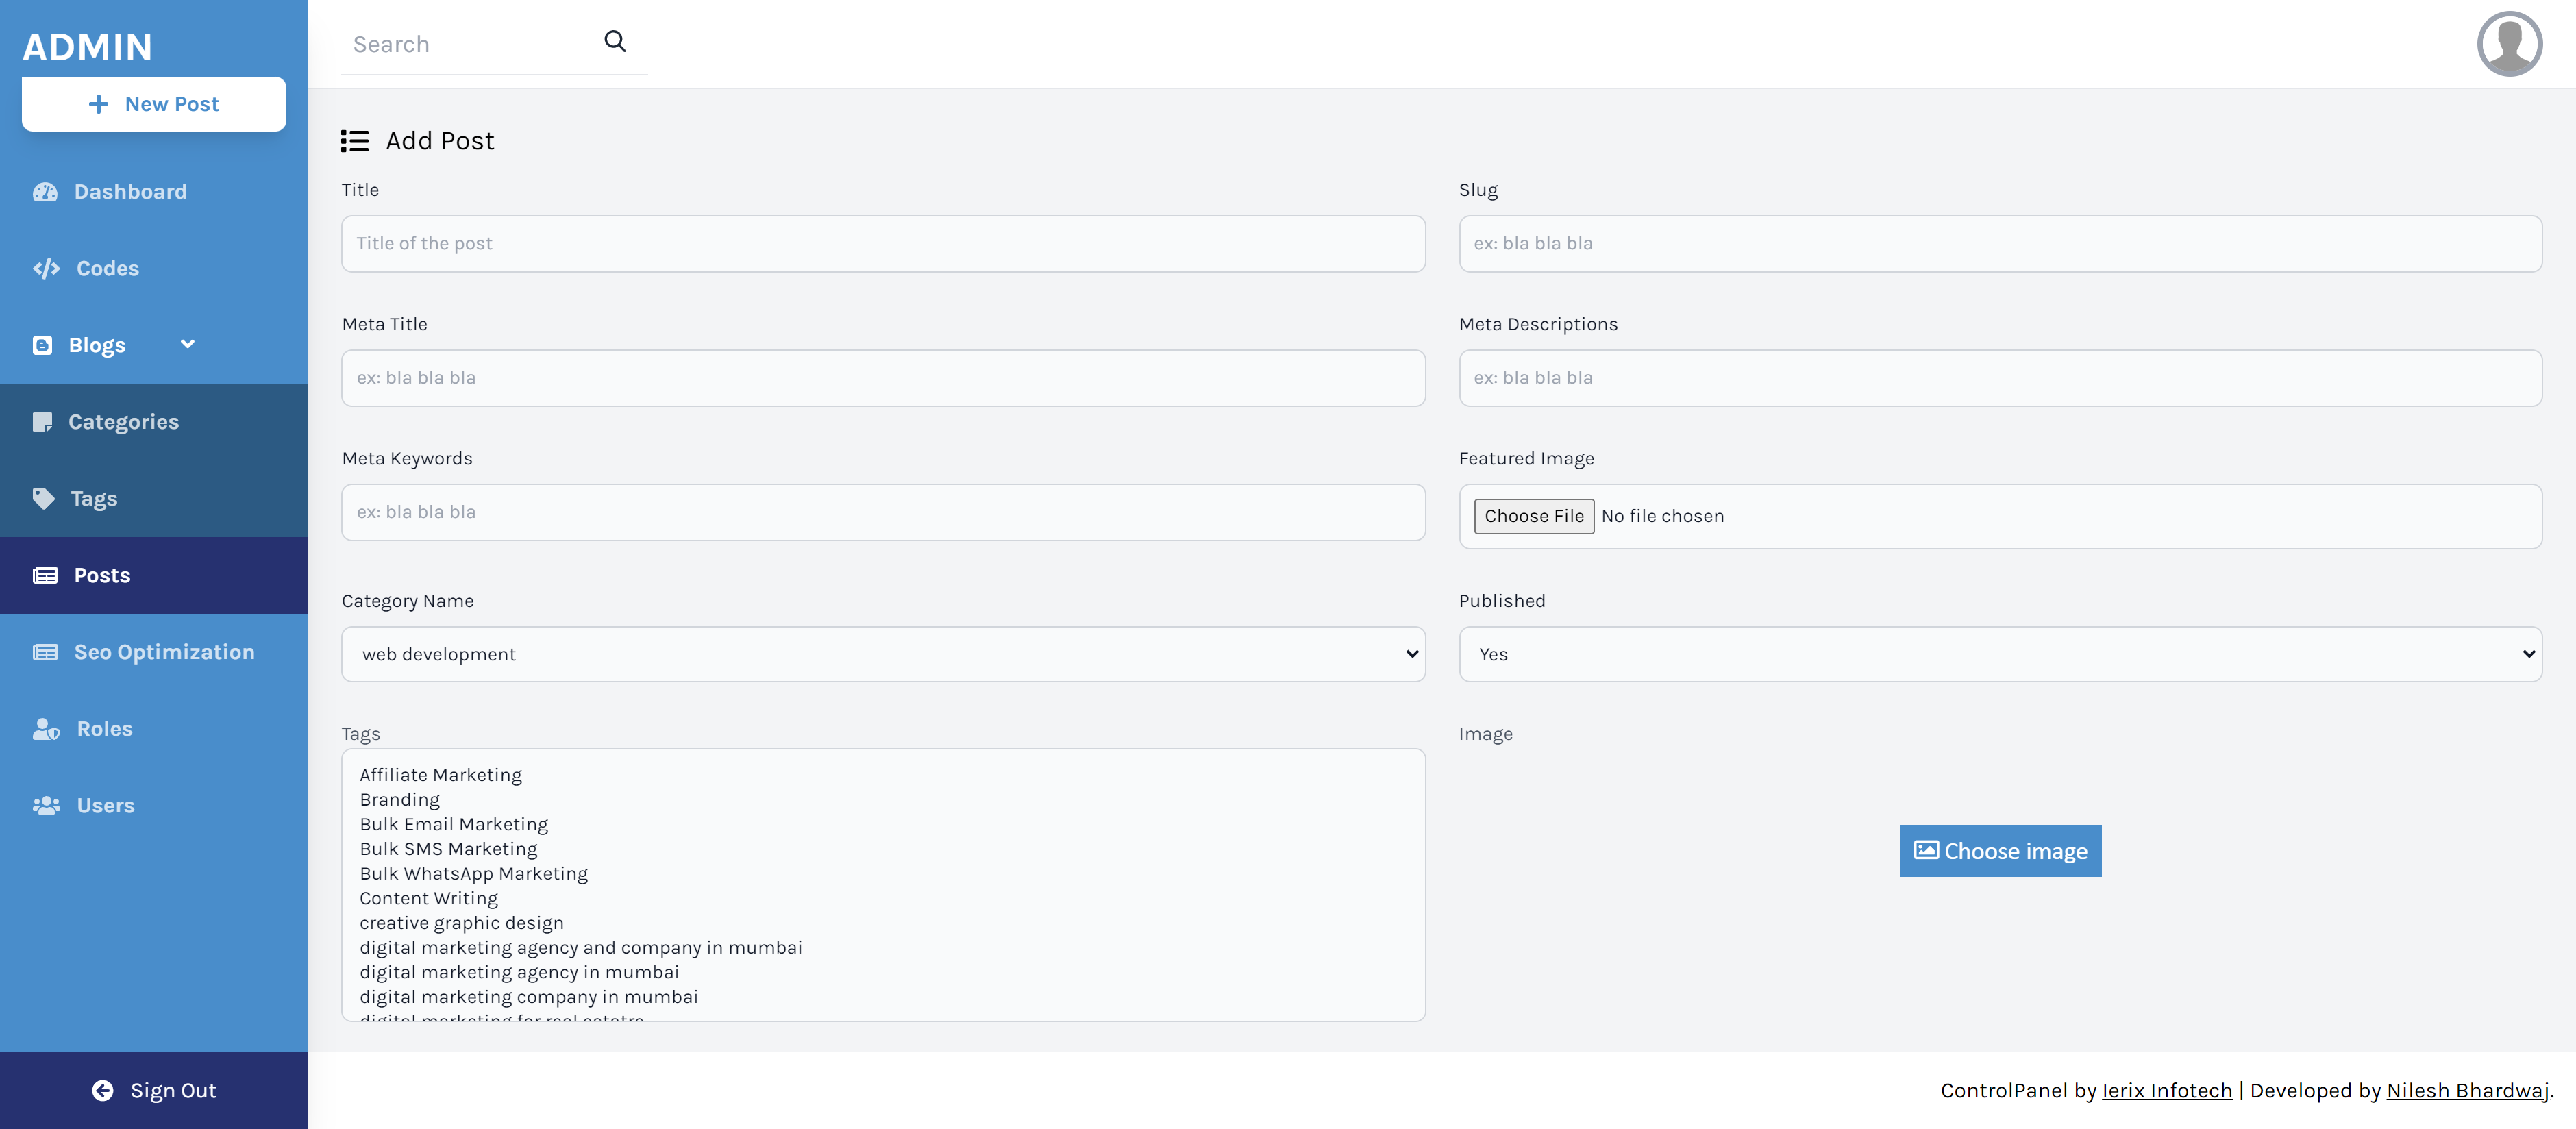 ADMIN
New Post
Dashboard
Codes
Blogs
Categories
Tags
Posts
Seo Optimization
Roles
Users
Sign Out
Search
Add Post
Title
Title of the post
Slug
ex: bla bla bla
Meta Title
ex: bla bla bla
Meta Descriptions
ex: bla bla bla
Meta Keywords
ex: bla bla bla
Featured Image
Choose File No file chosen
Category Name
web development
Published
Yes
Tags
Affiliate Marketing
Branding
Bulk Email Marketing
Bulk SMS Marketing
Bulk WhatsApp Marketing
Content Writing
creative graphic design
digital marketing agency and company in mumbai
digital marketing agency in mumbai
digital marketing company in mumbai
digital marketing for real estatre
Image
Choose image
ControlPanel by Ierix Infotech | Developed by Nilesh Bhardwaj.